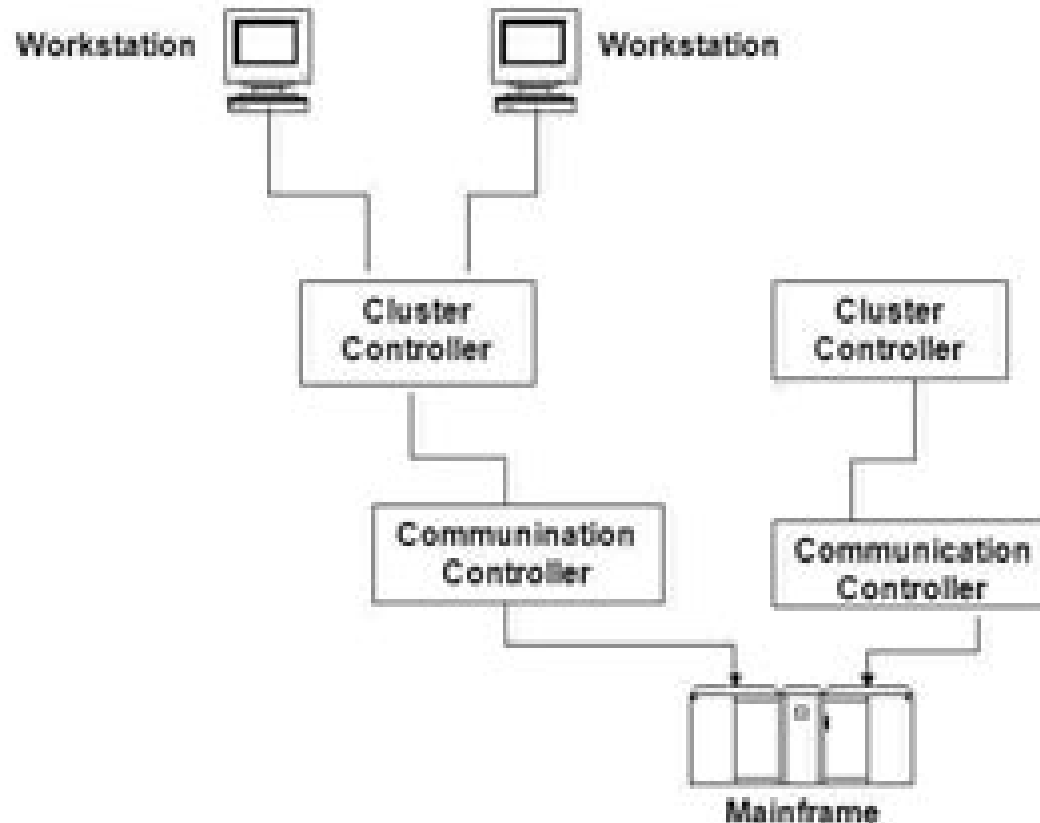 Workstation
Workstation
Cluster
Controller
Cluster
Controller
Communination
Controller
Communication
Controller
Mainframe